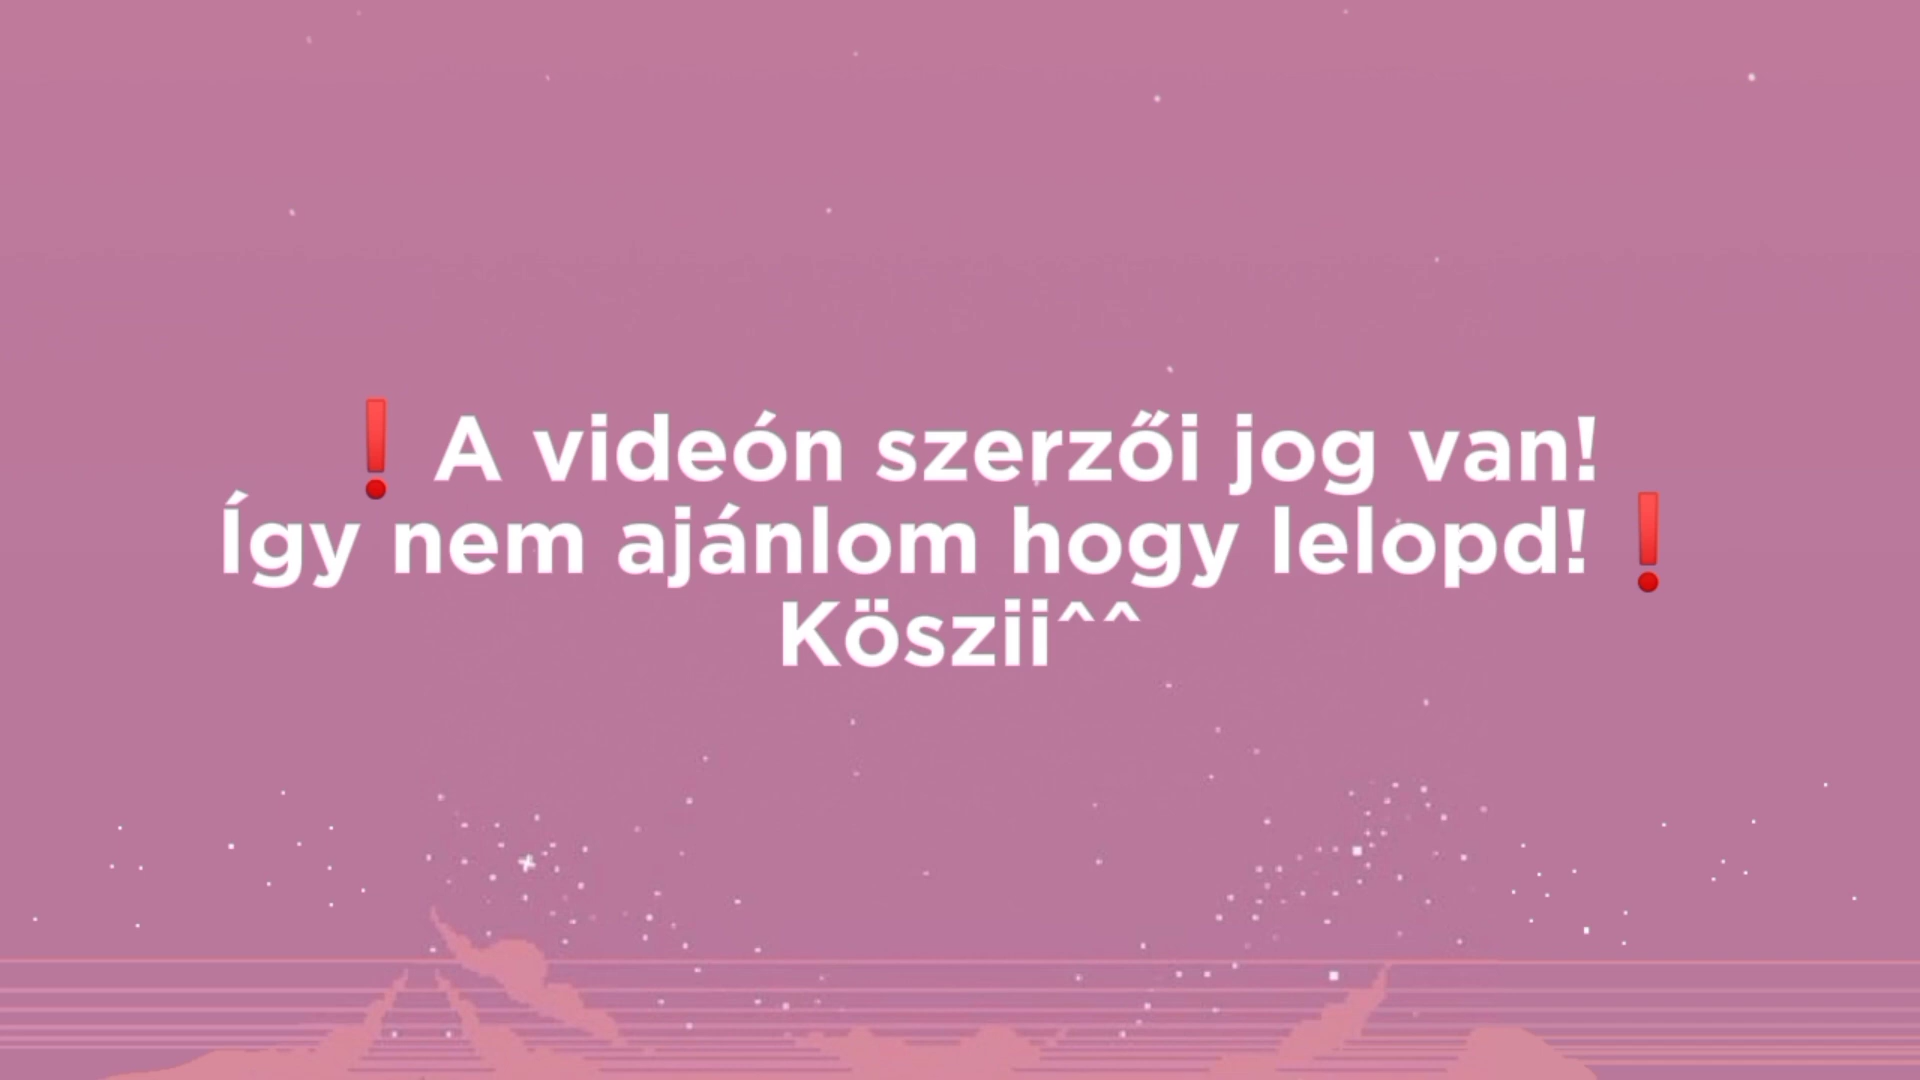 ❗A videón szerzői jog van!
Így nem ajánlom hogy lelopd!❗
Köszii^^